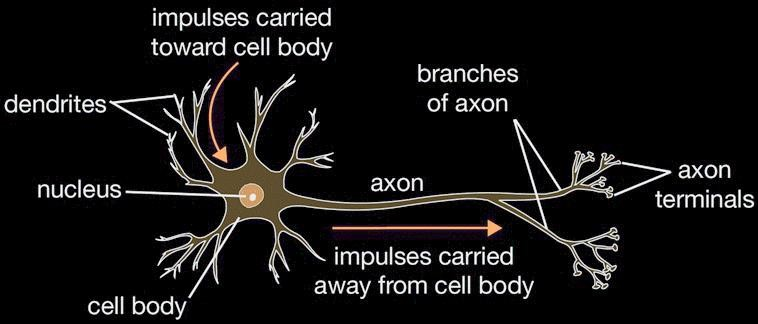 impulses carried
toward cell body
dendrites
branches
of axon
nucleus
axon
axon
terminals
impulses carried
away from cell body
cell body